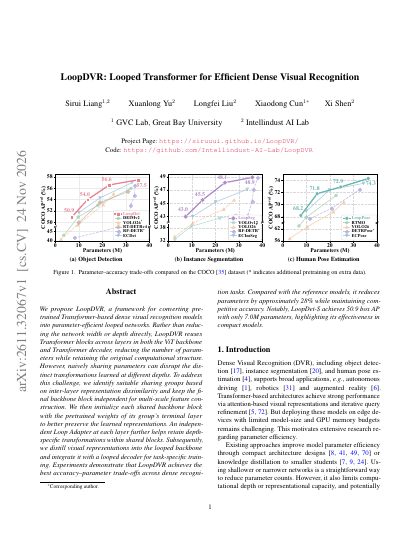 LoopDVR: Looped Transformer for Efficient Dense Visual Recognition
Sirui Liang1,2 Xuanlong Yu2 Longfei Liu2 Xiaodong Cun1* Xi Shen2
1 GVC Lab, Great Bay University 2 Intellindust AI Lab
Project Page: https://siruuul.github.io/LoopDVR/
Code: https://github.com/Intellindust-AI-Lab/LoopDVR
arXiv:2611.32067v1 [cs.CV] 24 Nov 2026
Parameters (M) Parameters (M) Parameters (M)
(a) Object Detection (b) Instance Segmentation (c) Human Pose Estimation
Figure 1. Parameter-accuracy trade-offs compared on the COCO [35] dataset (* indicates additional pretraining on extra data).
Abstract
We propose LoopDVR, a framework for converting pre-
trained Transformer-based dense visual recognition models
into parameter-efficient looped networks. Rather than redu-
cing the network width or depth directly, LoopDVR reuses
Transformer blocks across layers in both the ViT backbone
and Transformer decoder, reducing the number of param-
eters while retaining the original computational structure.
However, naively sharing parameters can disrupt the dis-
tinct transformations learned at different depths. To address
this challenge, we identify suitable sharing groups based
on inter-layer representation dissimilarity and keep the fi-
nal backbone block independent for multi-scale feature con-
struction. We then initialize each shared backbone block
with the pretrained weights of its group's terminal layer
to better preserve the learned representations. An indepen-
dent Loop Adapter at each layer further helps retain depth-
specific transformations within shared blocks. Subsequently,
we distill visual representations into the looped backbone
and integrate it with a looped decoder for task-specific train-
ing. Experiments demonstrate that LoopDVR achieves the
best accuracy–parameter trade-offs across dense recogni-
*Corresponding author.
tion tasks. Compared with the reference models, it reduces
parameters by approximately 28% while maintaining com-
petitive accuracy. Notably, LoopDet-S achieves 50.9 box AP
with only 7.0M parameters, highlighting its effectiveness in
compact models.
1. Introduction
Dense Visual Recognition (DVR), including object detec-
tion [17], instance segmentation [20], and human pose es-
timation [4], supports broad applications, e.g., autonomous
driving [1], robotics [31] and augmented reality [6].
Transformer-based architectures achieve strong performance
via attention-based visual representations and iterative query
refinement [5, 72]. But deploying these models on edge de-
vices with limited model-size and GPU memory budgets
remains challenging. This motivates extensive research re-
garding parameter efficiency.
Existing approaches improve model parameter efficiency
through compact architecture designs [8, 41, 49, 70] or
knowledge distillation to smaller students [7, 9, 24]. Us-
ing shallower or narrower networks is a straightforward way
to reduce parameter counts. However, it also limits compu-
tational depth or representational capacity, and potentially
1